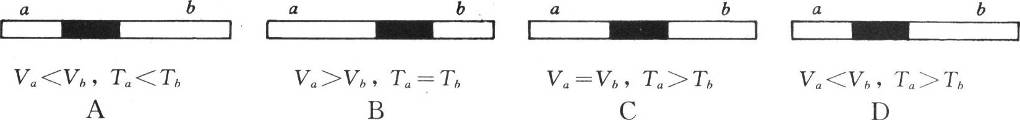 a b a b a b a b
Vₐ<V_b, Tₐ<T_b Vₐ>V_b, Tₐ=T_b Vₐ=V_b, Tₐ>T_b Vₐ<V_b, Tₐ>T_b
A B C D